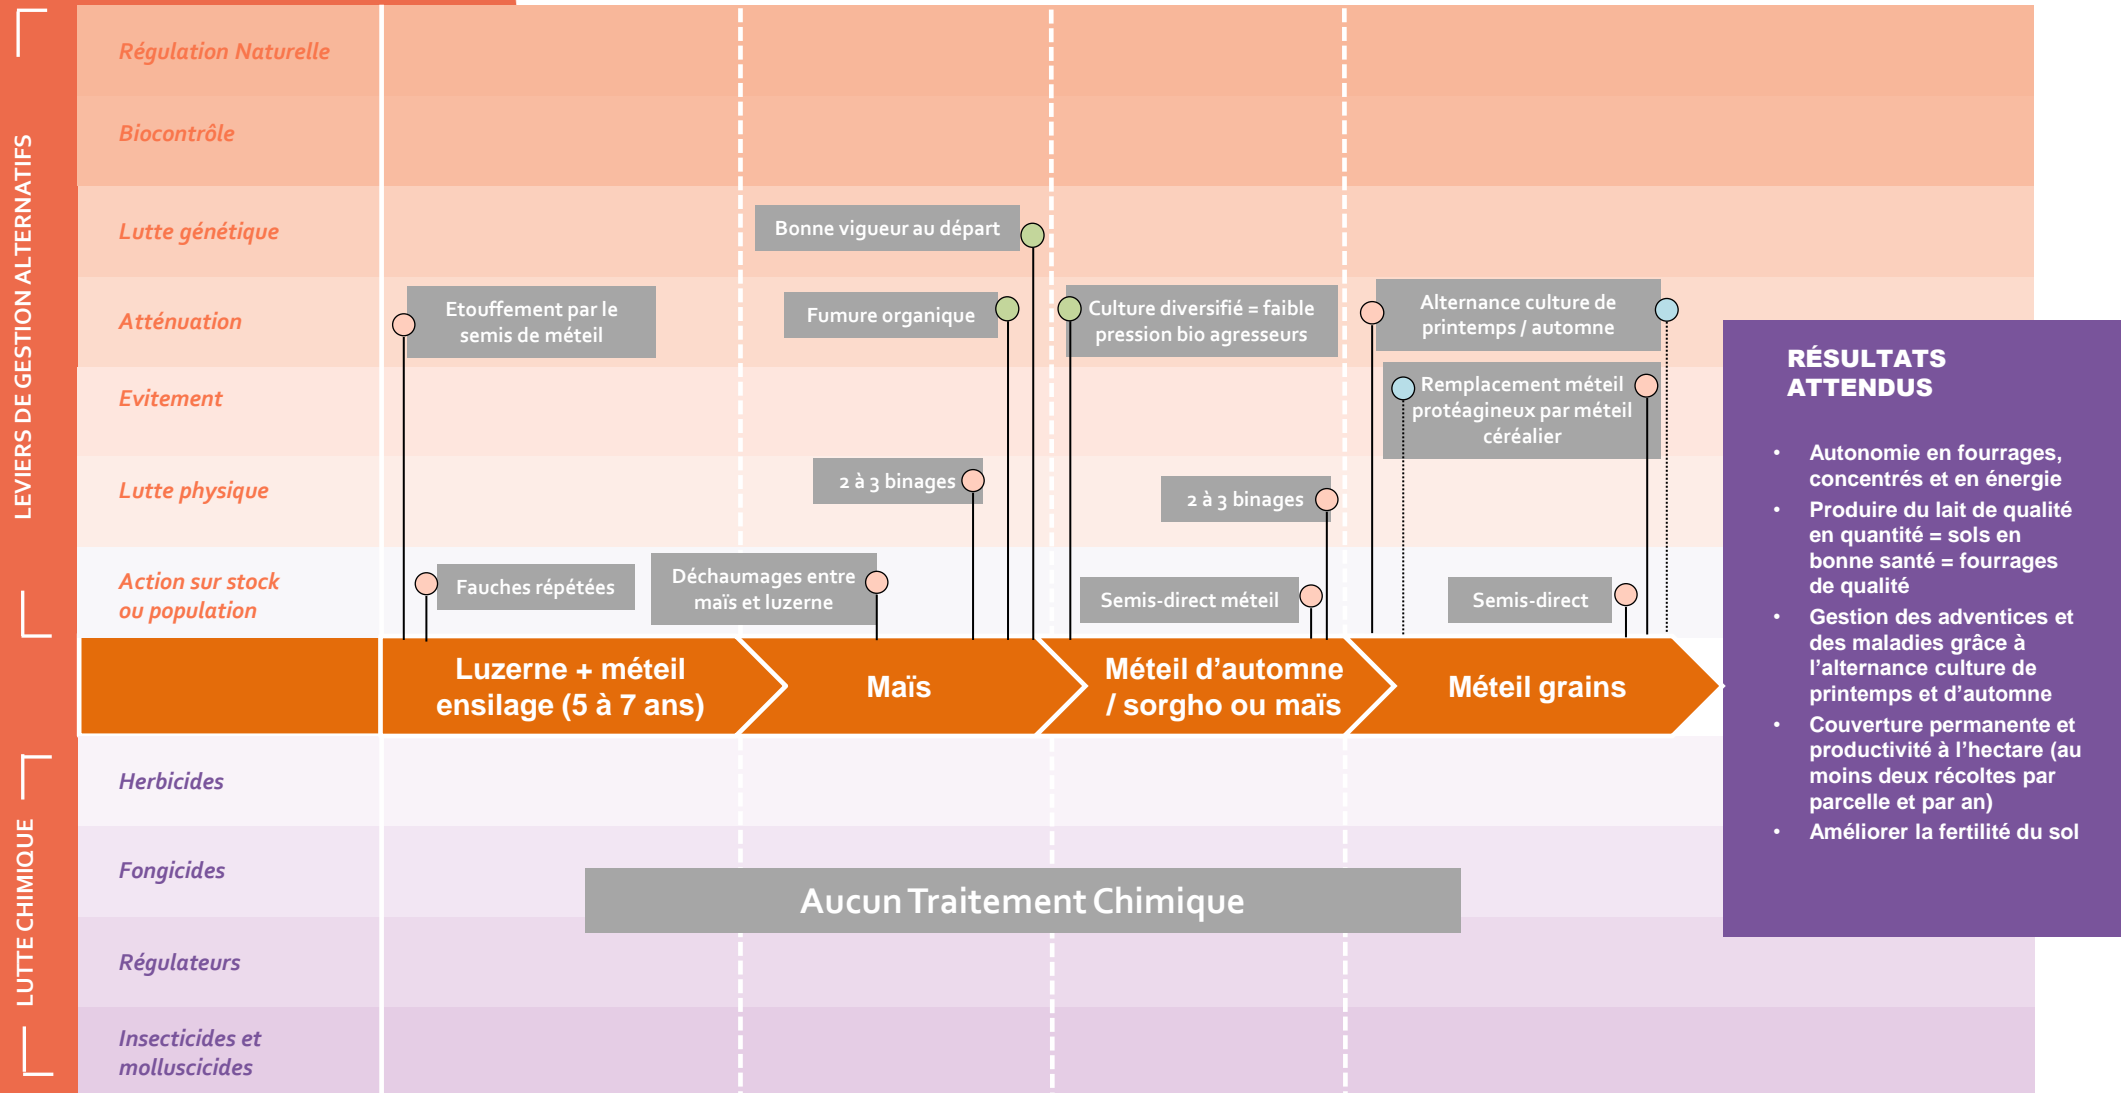 LEVIERS DE GESTION ALTERNATIFS
Régulation Naturelle
Biocontrôle
Lutte génétique
Bonne vigueur au départ
Atténuation
Etouffement par le
semis de méteil
Fumure organique
Culture diversifié = faible
pression bio agresseurs
Alternance culture de
printemps / automne
Evitement
Remplacement méteil
protéagineux par méteil
céréalier
Lutte physique
2 à 3 binages
2 à 3 binages
Action sur stock
ou population
Fauches répétées
Déchaumages entre
maïs et luzerne
Semis-direct méteil
Semis-direct
Luzerne + méteil
ensilage (5 à 7 ans)
Maïs
Méteil d’automne
/ sorgho ou maïs
Méteil grains
LUTTE CHIMIQUE
Herbicides
Fongicides
Aucun Traitement Chimique
Régulateurs
Insecticides et
molluscicides
RÉSULTATS
ATTENDUS
• Autonomie en fourrages,
concentrés et en énergie
• Produire du lait de qualité
en quantité = sols en
bonne santé = fourrages
de qualité
• Gestion des adventices et
des maladies grâce à
l’alternance culture de
printemps et d’automne
• Couverture permanente et
productivité à l’hectare (au
moins deux récoltes par
parcelle et par an)
• Améliorer la fertilité du sol